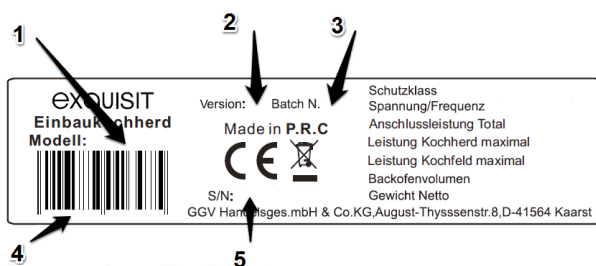 1
2
3
exquisit
Einbaukochherd
Modell:
Version: Batch N.
Made in P.R.C
S/N:
Schutzklass
Spannung/Frequenz
Anschlussleistung Total
Leistung Kochherd maximal
Leistung Kochfeld maximal
Backofenvolumen
Gewicht Netto
GGV Handelsges.mbH & Co.KG,August-Thysssenstr.8,D-41564 Kaarst
4
5